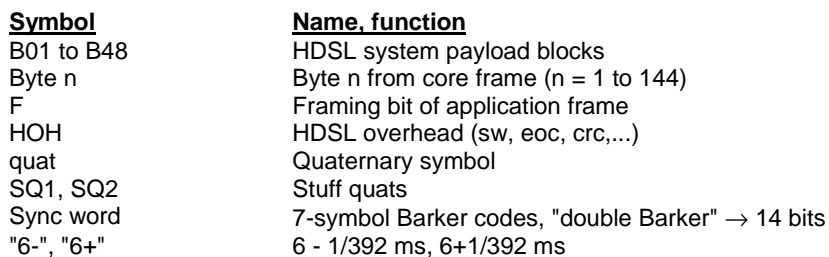 Symbol Name, function
B01 to B48 HDSL system payload blocks
Byte n Byte n from core frame (n = 1 to 144)
F Framing bit of application frame
HOH HDSL overhead (sw, eoc, crc,...)
quat Quaternary symbol
SQ1, SQ2 Stuff quats
Sync word 7-symbol Barker codes, "double Barker" → 14 bits
"6-", "6+" 6 - 1/392 ms, 6+1/392 ms